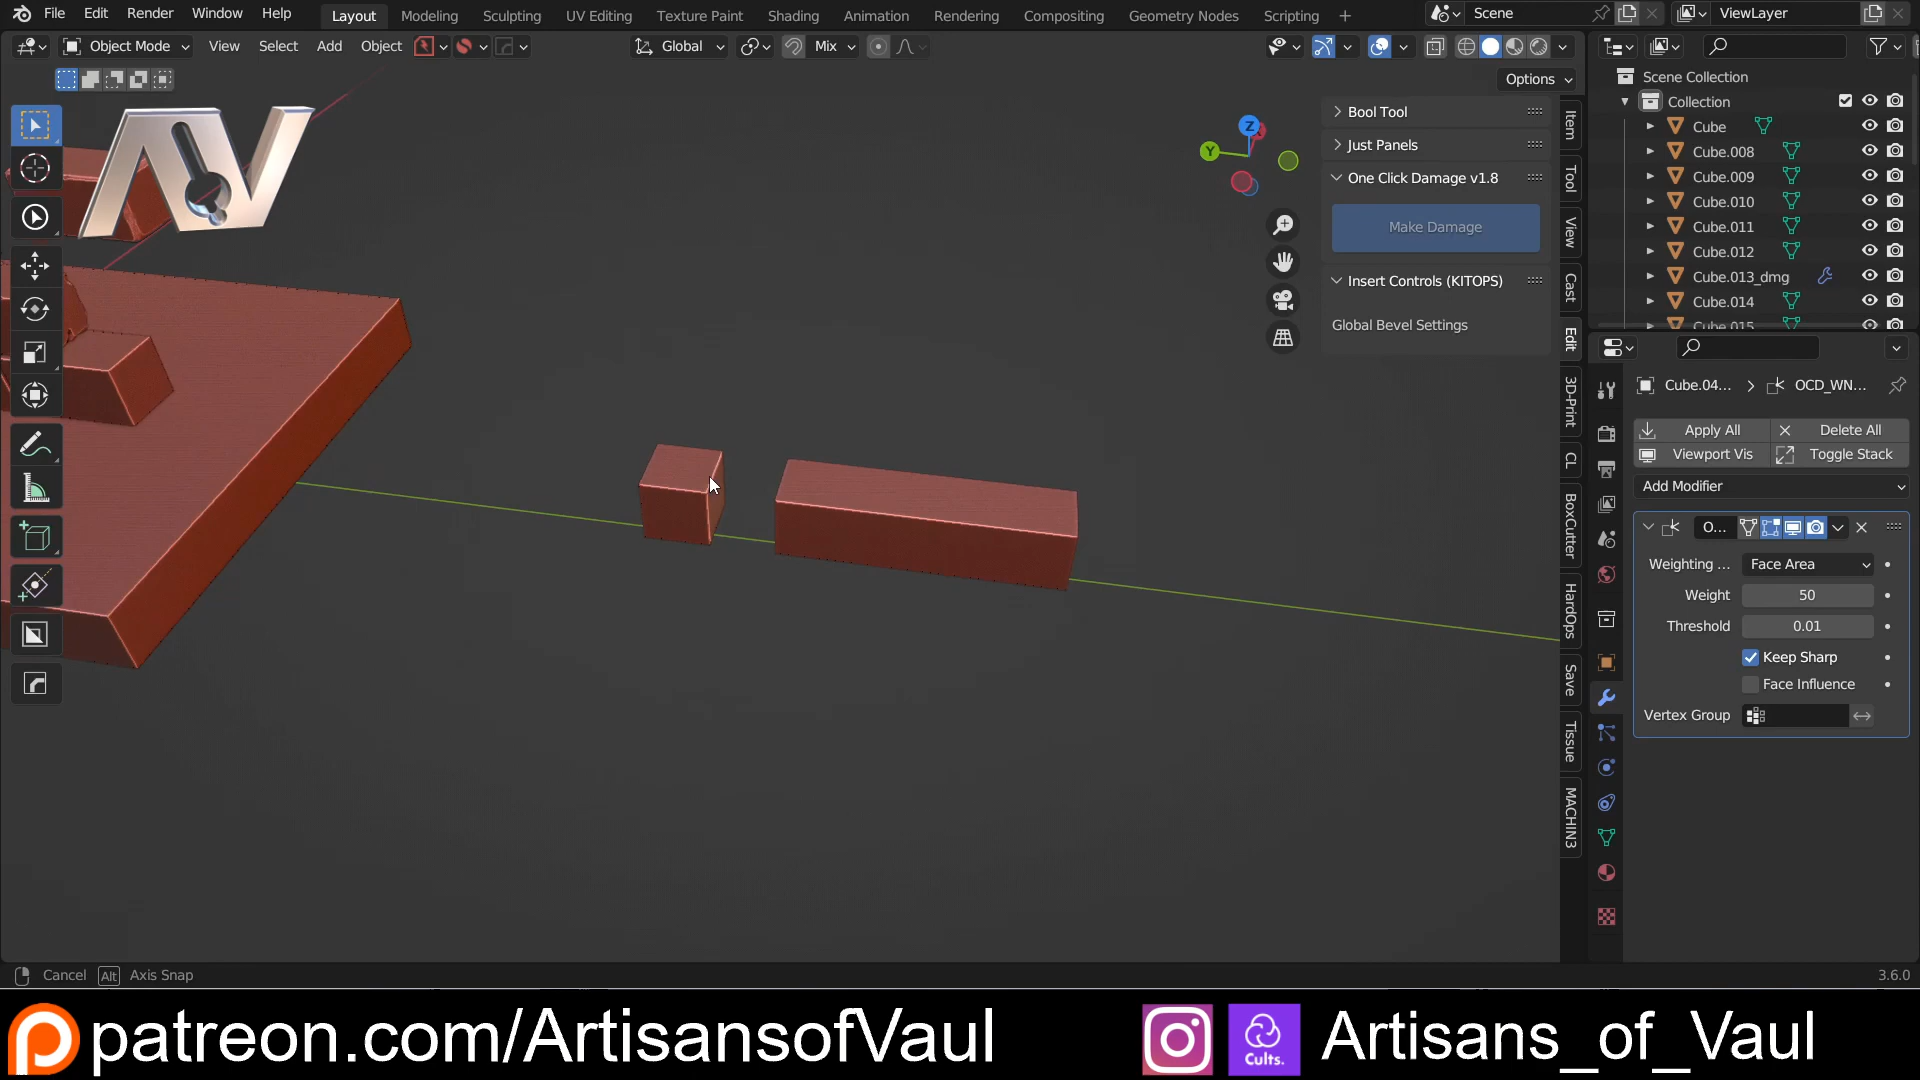 File Edit Render Window Help Layout Modeling Sculpting UV Editing Texture Paint Shading Animation Rendering Compositing Geometry Nodes Scripting + Scene ViewLayer
Object Mode View Select Add Object Global Mix
Options
Scene Collection
Collection
Cube
Cube.008
Cube.009
Cube.010
Cube.011
Cube.012
Cube.013_dmg
Cube.014
Cube.015
Z
Y
Bool Tool
Just Panels
One Click Damage v1.8
Make Damage
Insert Controls (KITOPS)
Global Bevel Settings
Item
Tool
View
Cast
Edit
3D-Print
CL
BoxCutter
HardOps
Save
Tissue
MACHIN3
Cube.04... OCD_WN...
Apply All Delete All
Viewport Vis Toggle Stack
Add Modifier
O...
Weighting ... Face Area
Weight 50
Threshold 0.01
Keep Sharp
Face Influence
Vertex Group
Cancel Alt Axis Snap 3.6.0
patreon.com/ArtisansofVaul Cults. Artisans_of_Vaul